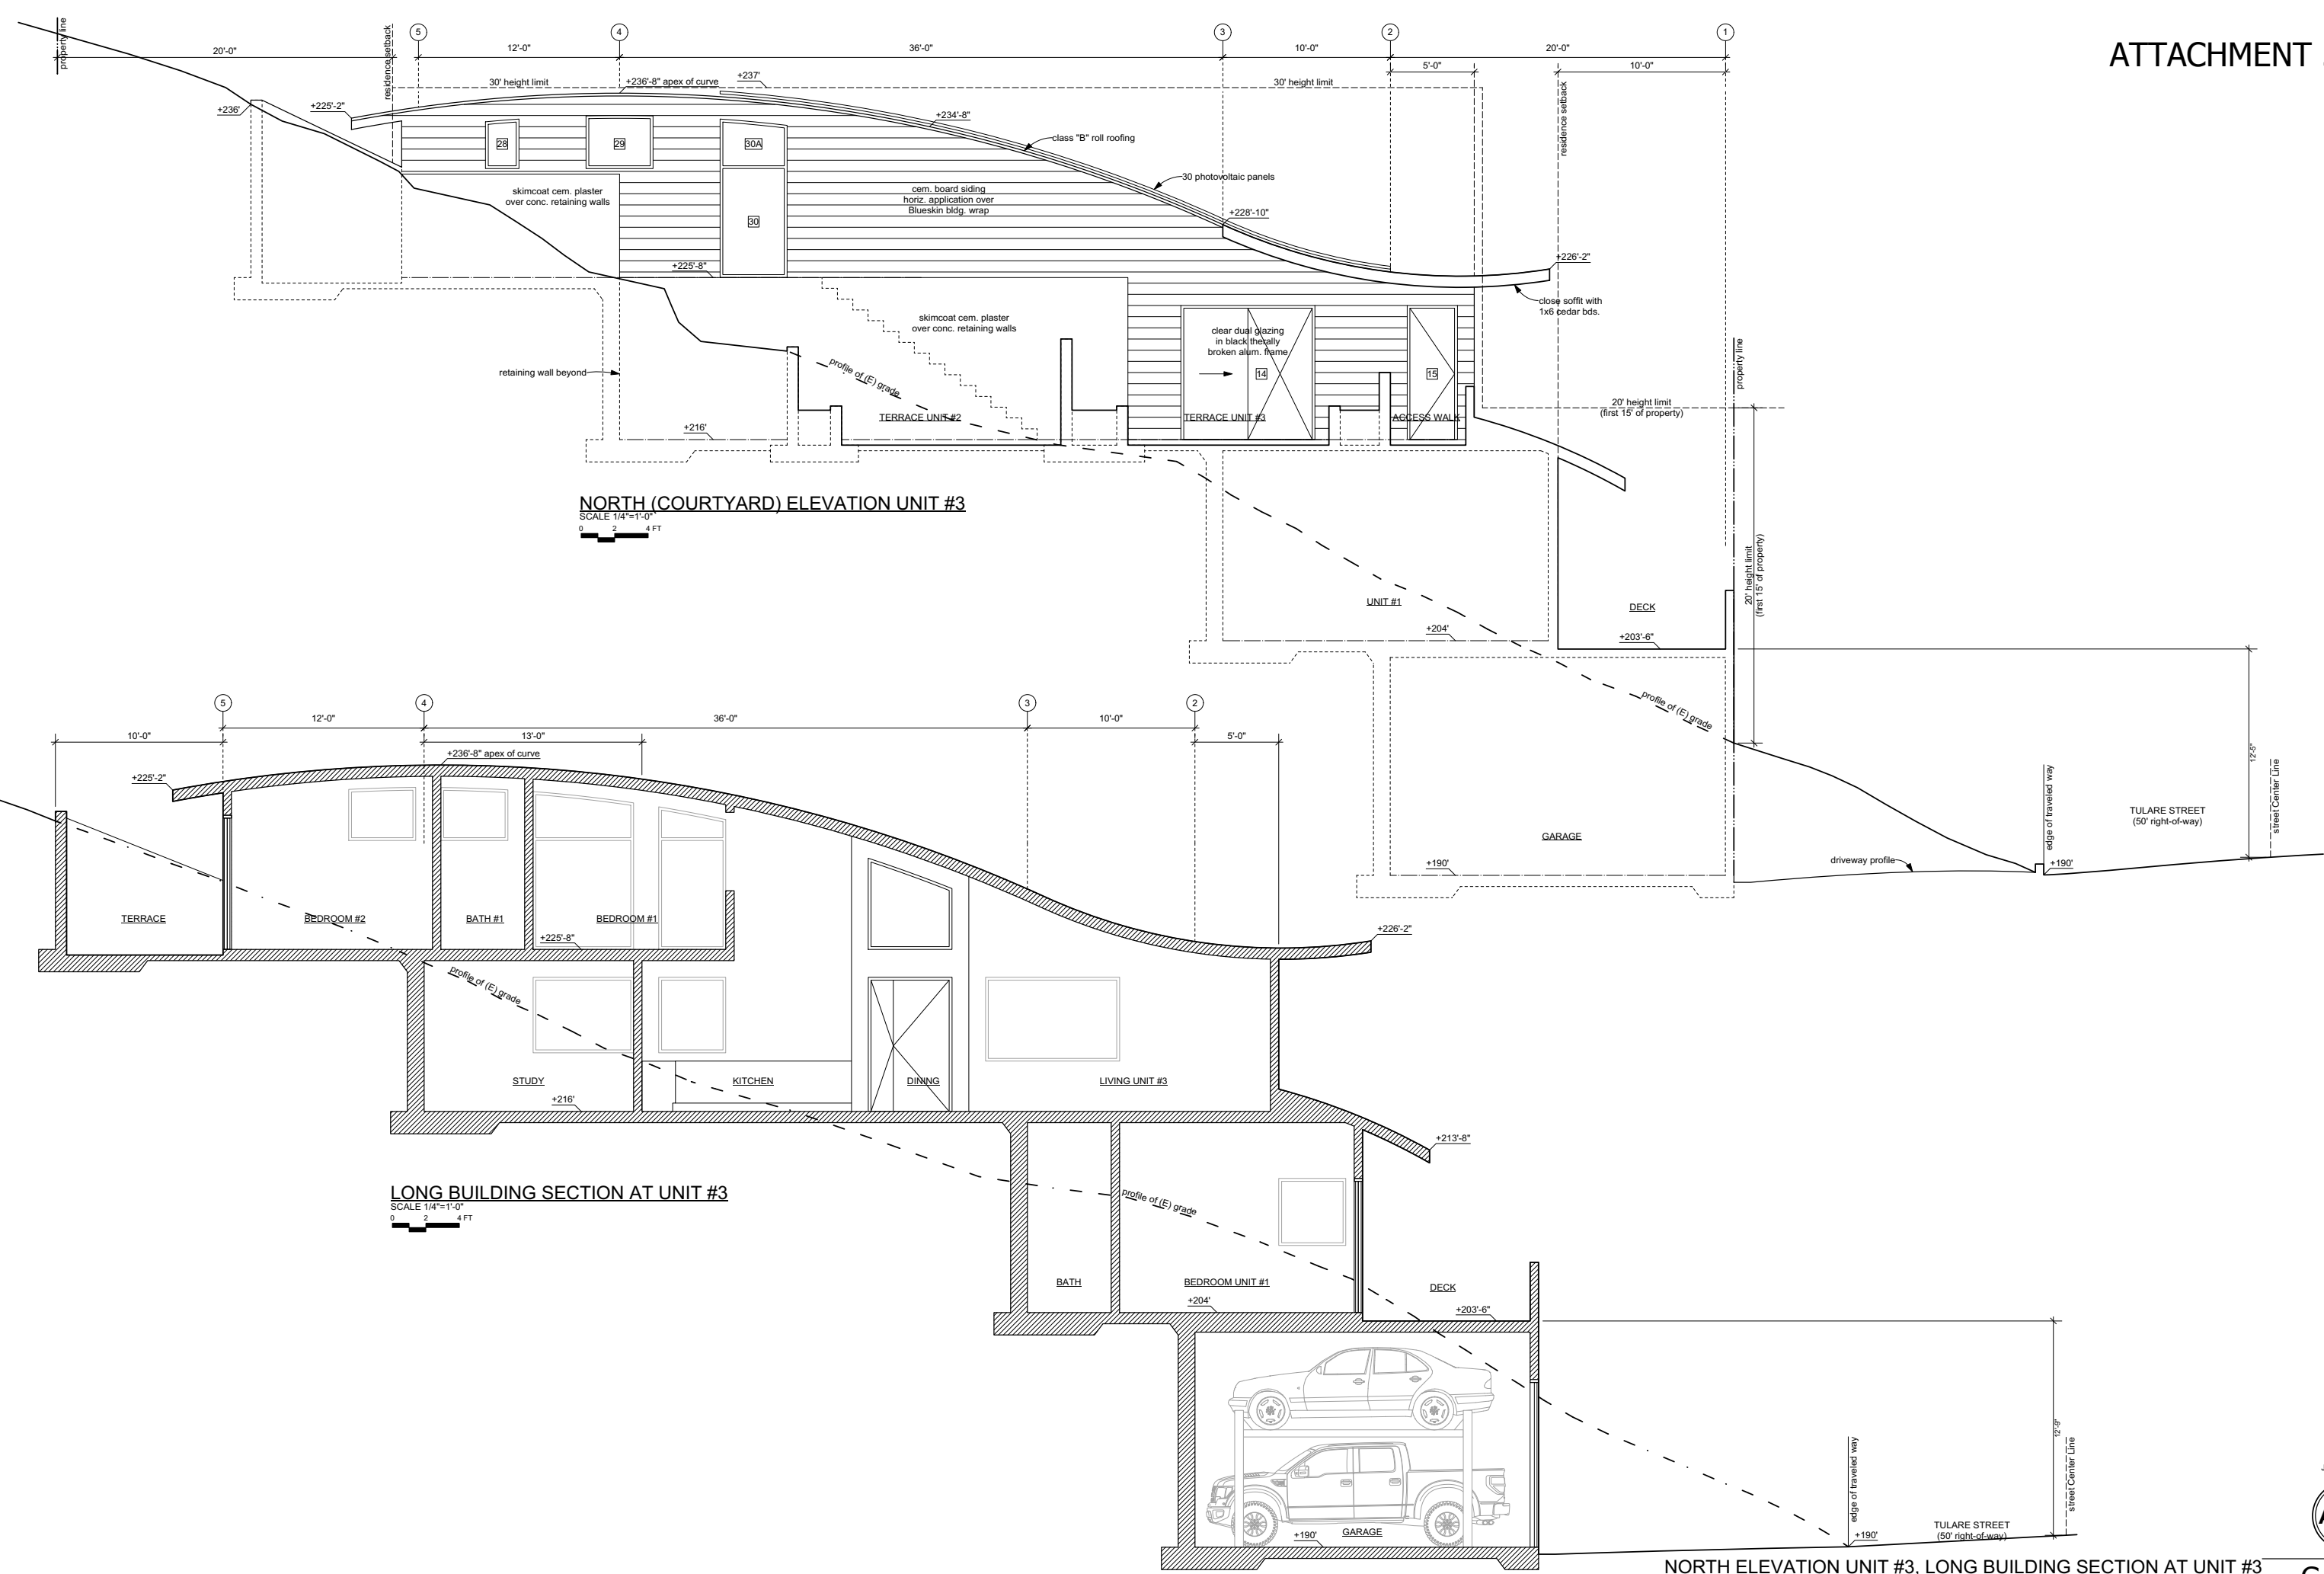 ATTACHMENT
property line
20'-0"
residence setback
5
12'-0"
4
36'-0"
3
10'-0"
2
20'-0"
1
5'-0"
10'-0"
30' height limit
+236'-8" apex of curve
+237'
30' height limit
residence setback
+236'
+225'-2"
+234'-8"
class "B" roll roofing
28
29
30A
30 photovoltaic panels
skimcoat cem. plaster
over conc. retaining walls
cem. board siding
horiz. application over
Blueskin bldg. wrap
30
+228'-10"
+225'-8"
+226'-2"
close soffit with
1x6 cedar bds.
skimcoat cem. plaster
over conc. retaining walls
clear dual glazing
in black therally
broken alum. frame
property line
retaining wall beyond
profile of (E) grade
14
15
20' height limit
(first 15' of property)
TERRACE UNIT #2
TERRACE UNIT #3
ACCESS WALK
+216'
NORTH (COURTYARD) ELEVATION UNIT #3
SCALE 1/4"=1'-0"
0 2 4 FT
20' height limit
(first 15' of property)
UNIT #1
DECK
+204'
+203'-6"
profile of (E) grade
12'-5"
edge of traveled way
TULARE STREET
(50' right-of-way)
street Center Line
GARAGE
+190'
driveway profile
+190'
5
12'-0"
4
36'-0"
3
10'-0"
2
10'-0"
13'-0"
5'-0"
+236'-8" apex of curve
+225'-2"
TERRACE
BEDROOM #2
BATH #1
BEDROOM #1
+225'-8"
+226'-2"
profile of (E) grade
STUDY
KITCHEN
DINING
LIVING UNIT #3
+216'
+213'-8"
LONG BUILDING SECTION AT UNIT #3
SCALE 1/4"=1'-0"
0 2 4 FT
profile of (E) grade
BATH
BEDROOM UNIT #1
DECK
+204'
+203'-6"
12'-9"
edge of traveled way
street Center Line
GARAGE
+190'
TULARE STREET
(50' right-of-way)
+190'
NORTH ELEVATION UNIT #3, LONG BUILDING SECTION AT UNIT #3